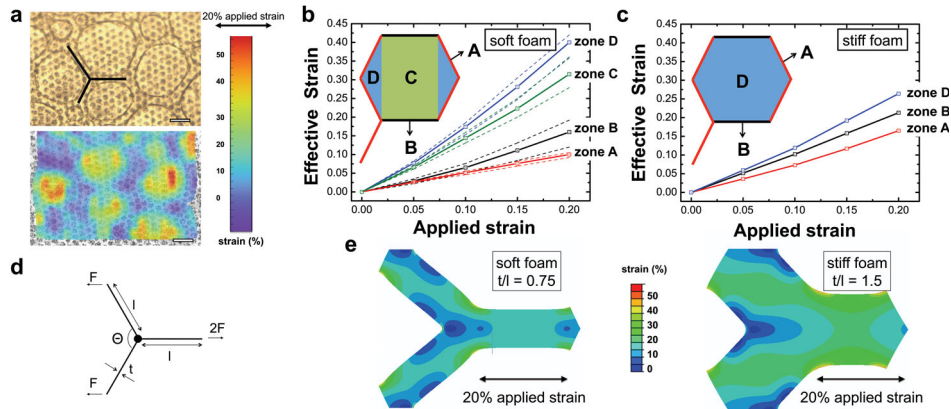 a
20% applied strain
50
40
30
20
10
0
strain (%)
b
Effective Strain
0.45
0.40
0.35
0.30
0.25
0.20
0.15
0.10
0.05
0.00
0.00 0.05 0.10 0.15 0.20
Applied strain
soft foam
D
C
A
B
zone D
zone C
zone B
zone A
c
Effective Strain
0.45
0.40
0.35
0.30
0.25
0.20
0.15
0.10
0.05
0.00
0.00 0.05 0.10 0.15 0.20
Applied strain
stiff foam
D
A
B
zone D
zone B
zone A
d
F
l
Θ
2F
l
t
F
e
soft foam
t/l = 0.75
20% applied strain
strain (%)
50
40
30
20
10
0
stiff foam
t/l = 1.5
20% applied strain